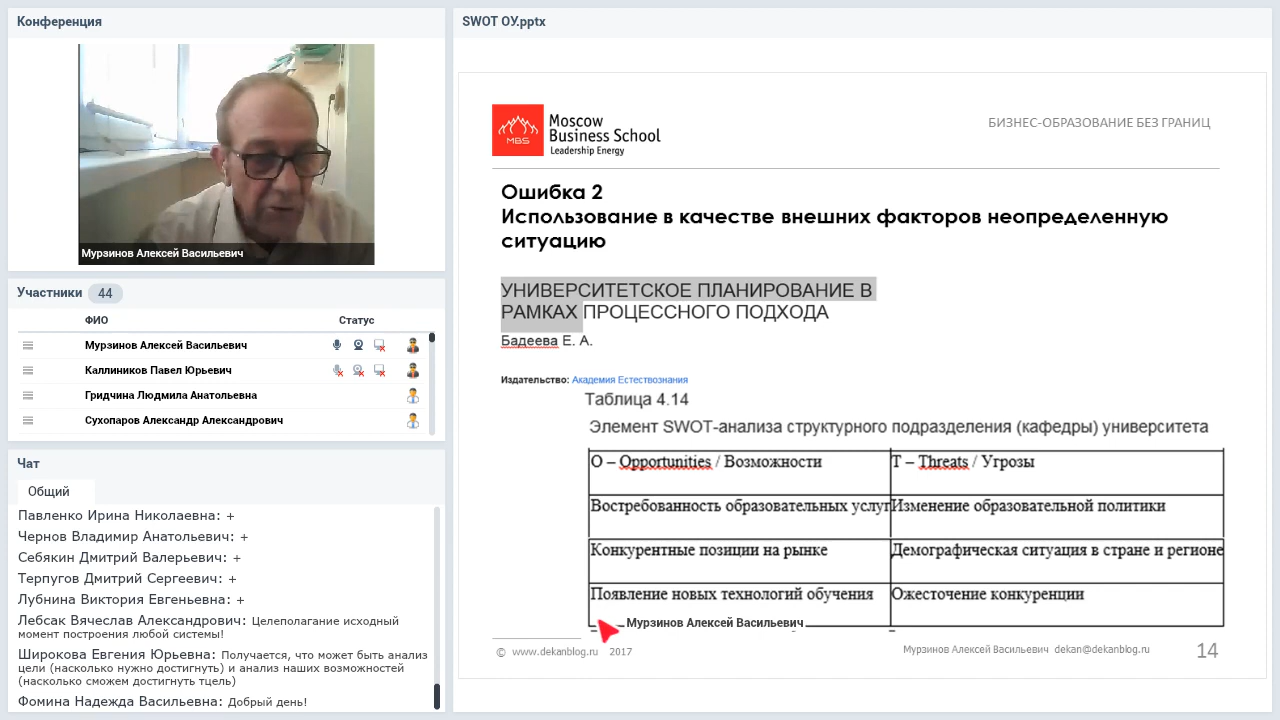 Конференция
Мурзинов Алексей Васильевич
Участники 44
ФИО Статус
Мурзинов Алексей Васильевич
Каллиников Павел Юрьевич
Гридчина Людмила Анатольевна
Сухопаров Александр Александрович
Чат
Общий
Павленко Ирина Николаевна: +
Чернов Владимир Анатольевич: +
Себякин Дмитрий Валерьевич: +
Терпугов Дмитрий Сергеевич: +
Лубнина Виктория Евгеньевна: +
Лебсак Вячеслав Александрович: Целеполагание исходный
момент построения любой системы!
Широкова Евгения Юрьевна: Получается, что может быть анализ
цели (насколько нужно достигнуть) и анализ наших возможностей
(насколько сможем достигнуть тцель)
Фомина Надежда Васильевна: Добрый день!
SWOT ОУ.pptx
MBS
Moscow
Business School
Leadership Energy
БИЗНЕС-ОБРАЗОВАНИЕ БЕЗ ГРАНИЦ
Ошибка 2
Использование в качестве внешних факторов неопределенную
ситуацию
УНИВЕРСИТЕТСКОЕ ПЛАНИРОВАНИЕ В
РАМКАХ ПРОЦЕССНОГО ПОДХОДА
Бадеева Е. А.
Издательство: Академия Естествознания
Таблица 4.14
Элемент SWOT-анализа структурного подразделения (кафедры) университета
O – Opportunities / Возможности T – Threats / Угрозы
Востребованность образовательных услуг Изменение образовательной политики
Конкурентные позиции на рынке Демографическая ситуация в стране и регионе
Появление новых технологий обучения Ожесточение конкуренции
Мурзинов Алексей Васильевич
© www.dekanblog.ru 2017
Мурзинов Алексей Васильевич dekan@dekanblog.ru
14